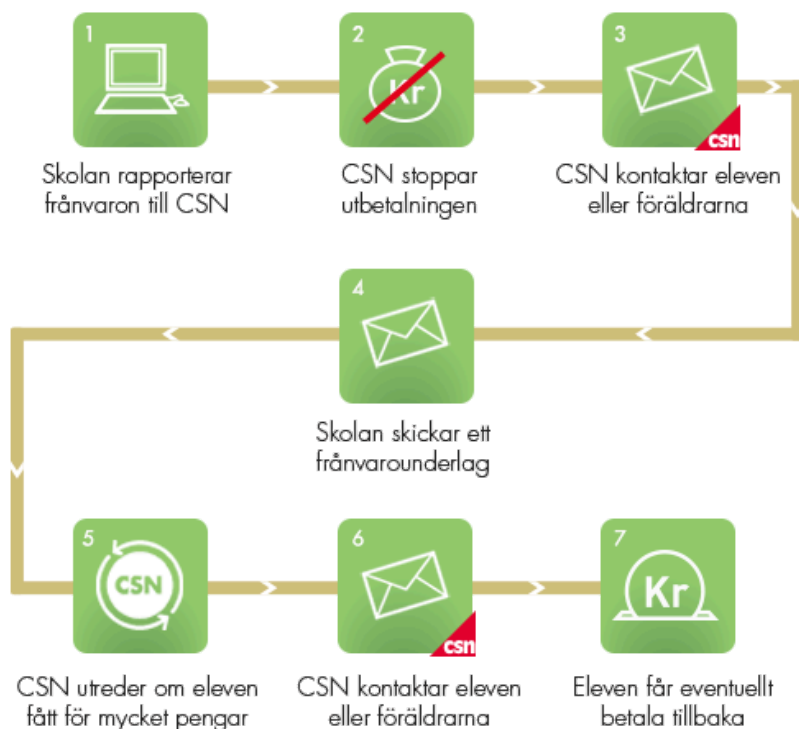 1
Skolan rapporterar
frånvaron till CSN
2
Kr
CSN stoppar
utbetalningen
3
csn
CSN kontaktar eleven
eller föräldrarna
4
Skolan skickar ett
frånvarounderlag
5
CSN
CSN utreder om eleven
fått för mycket pengar
6
csn
CSN kontaktar eleven
eller föräldrarna
7
Kr
Eleven får eventuellt
betala tillbaka